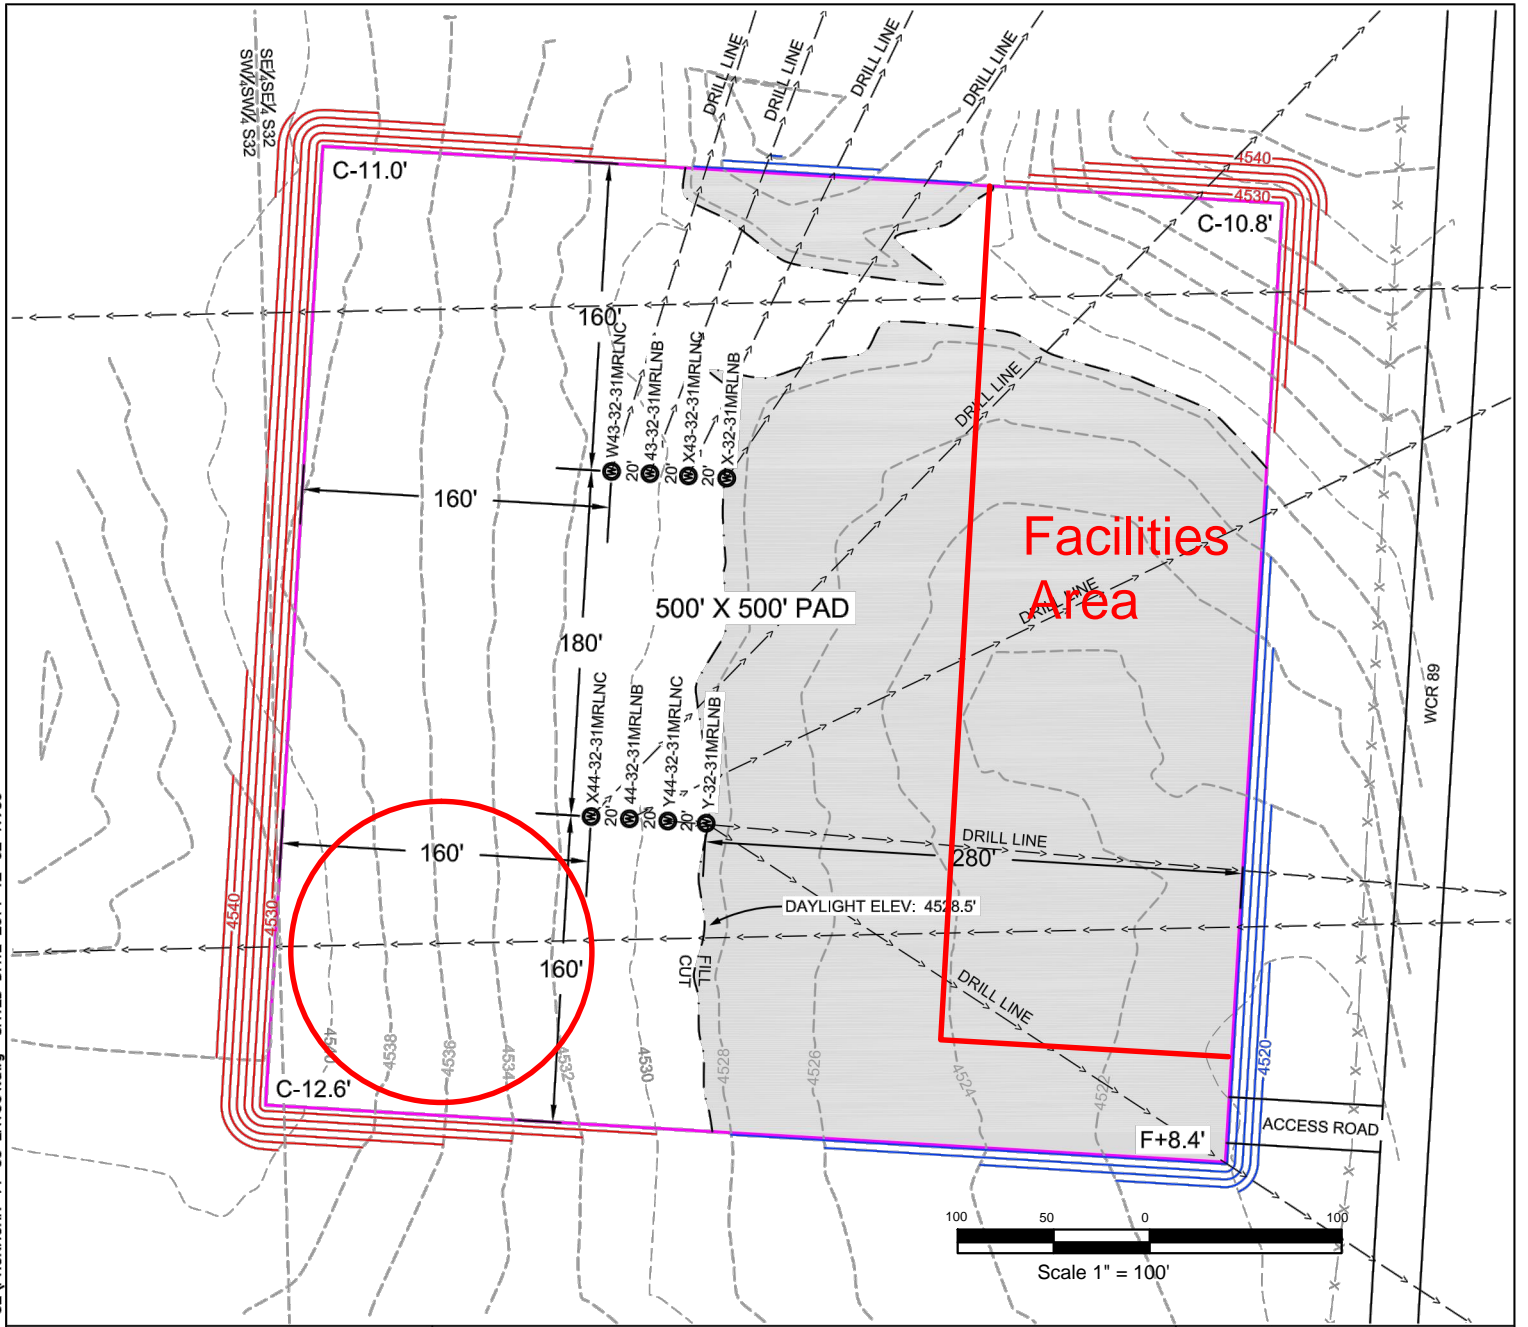 SE¼SE¼ S32
SW¼SW¼ S32
DRILL LINE
DRILL LINE
DRILL LINE
DRILL LINE
4540
4530
C-11.0'
C-10.8'
160'
W43-32-31MRLNC
43-32-31MRLNB
X43-32-31MRLNC
X-32-31MRLNB
20'
20'
20'
160'
DRILL LINE
Facilities
Area
DRILL LINE
500' X 500' PAD
180'
WCR 89
X44-32-31MRLNC
44-32-31MRLNB
Y44-32-31MRLNC
Y-32-31MRLNB
20'
20'
20'
160'
DRILL LINE
280'
DAYLIGHT ELEV: 4528.5'
4540
4530
160'
FILL
CUT
DRILL LINE
4540
4538
4536
4534
4532
4530
4528
4526
4524
4522
4520
C-12.6'
F+8.4'
ACCESS ROAD
100 50 0 100
Scale 1" = 100'